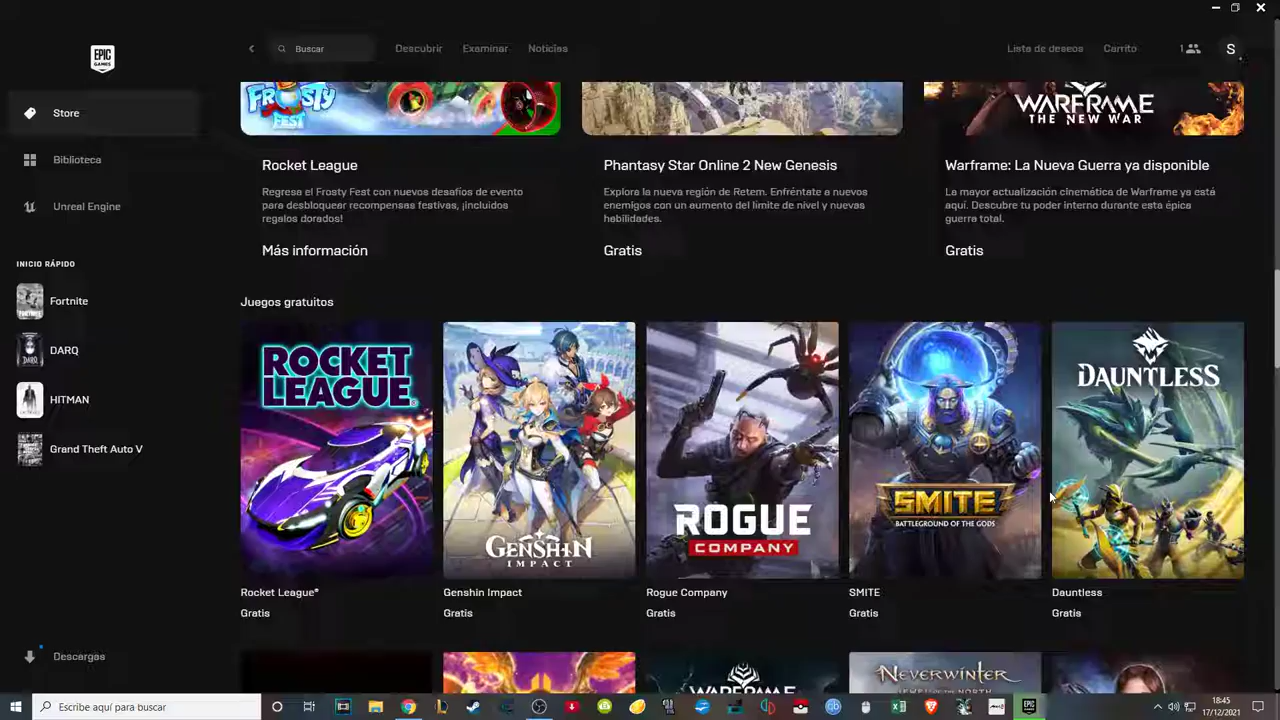 EPIC
GAMES
Buscar
Descubrir
Examinar
Noticias
Lista de deseos
Carrito
1
S
Store
Biblioteca
Unreal Engine
INICIO RÁPIDO
Fortnite
DARQ
HITMAN
Grand Theft Auto V
Descargas
FROSTY
FEST
WARFRAME
THE NEW WAR
Rocket League
Regresa el Frosty Fest con nuevos desafíos de evento
para desbloquear recompensas festivas, ¡incluidos
regalos dorados!
Más información
Phantasy Star Online 2 New Genesis
Explora la nueva región de Retem. Enfréntate a nuevos
enemigos con un aumento del límite de nivel y nuevas
habilidades.
Gratis
Warframe: La Nueva Guerra ya disponible
La mayor actualización cinemática de Warframe ya está
aquí. Descubre tu poder interno durante esta épica
guerra total.
Gratis
Juegos gratuitos
ROCKET
LEAGUE
GENSHIN
IMPACT
ROGUE
COMPANY
SMITE
BATTLEGROUND OF THE GODS
DAUNTLESS
Rocket League®
Gratis
Genshin Impact
Gratis
Rogue Company
Gratis
SMITE
Gratis
Dauntless
Gratis
WARFRAME
NEVERWINTER
JEWEL OF THE NORTH
Escribe aquí para buscar
18:45
17/12/2021